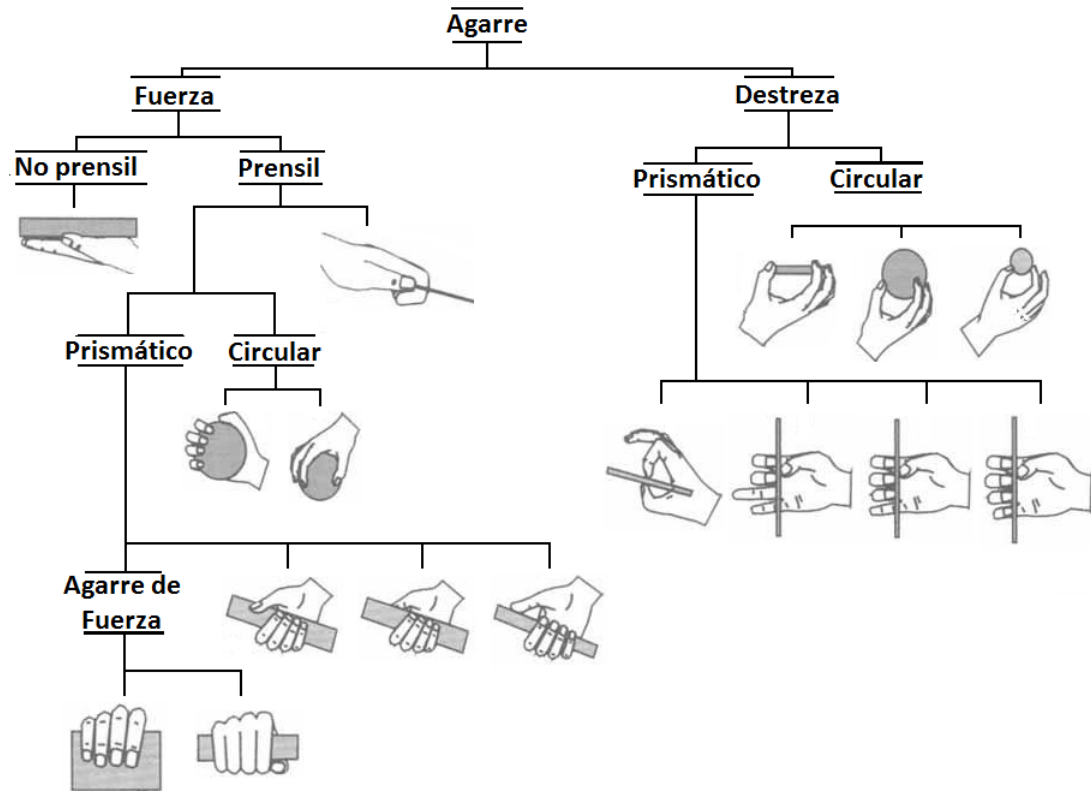 Agarre
Fuerza
Destreza
No prensil
Prensil
Prismático
Circular
Prismático
Circular
Agarre de
Fuerza